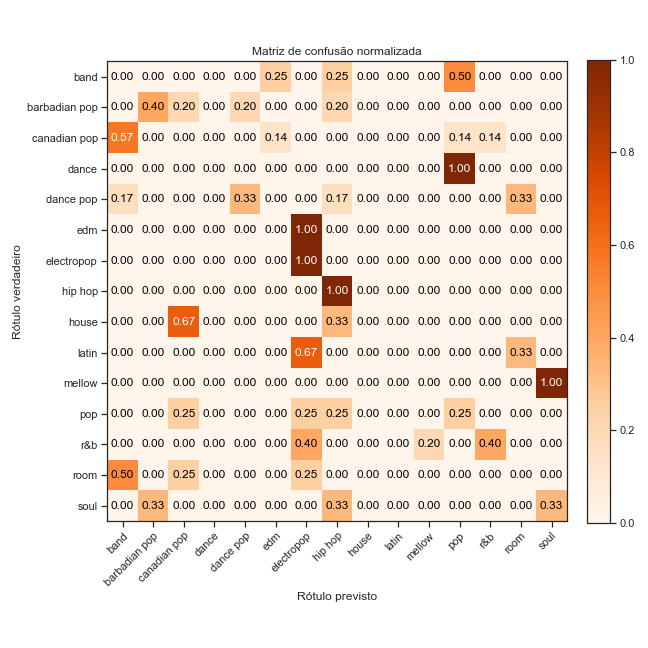 Matriz de confusão normalizada
Rótulo verdadeiro
band 0.00 0.00 0.00 0.00 0.00 0.25 0.00 0.25 0.00 0.00 0.00 0.50 0.00 0.00 0.00
barbadian pop 0.00 0.40 0.20 0.00 0.20 0.00 0.00 0.20 0.00 0.00 0.00 0.00 0.00 0.00 0.00
canadian pop 0.57 0.00 0.00 0.00 0.00 0.14 0.00 0.00 0.00 0.00 0.00 0.14 0.14 0.00 0.00
dance 0.00 0.00 0.00 0.00 0.00 0.00 0.00 0.00 0.00 0.00 0.00 1.00 0.00 0.00 0.00
dance pop 0.17 0.00 0.00 0.00 0.33 0.00 0.00 0.17 0.00 0.00 0.00 0.00 0.00 0.33 0.00
edm 0.00 0.00 0.00 0.00 0.00 0.00 1.00 0.00 0.00 0.00 0.00 0.00 0.00 0.00 0.00
electropop 0.00 0.00 0.00 0.00 0.00 0.00 1.00 0.00 0.00 0.00 0.00 0.00 0.00 0.00 0.00
hip hop 0.00 0.00 0.00 0.00 0.00 0.00 0.00 1.00 0.00 0.00 0.00 0.00 0.00 0.00 0.00
house 0.00 0.00 0.67 0.00 0.00 0.00 0.00 0.33 0.00 0.00 0.00 0.00 0.00 0.00 0.00
latin 0.00 0.00 0.00 0.00 0.00 0.00 0.67 0.00 0.00 0.00 0.00 0.00 0.00 0.33 0.00
mellow 0.00 0.00 0.00 0.00 0.00 0.00 0.00 0.00 0.00 0.00 0.00 0.00 0.00 0.00 1.00
pop 0.00 0.00 0.25 0.00 0.00 0.00 0.25 0.25 0.00 0.00 0.00 0.25 0.00 0.00 0.00
r&b 0.00 0.00 0.00 0.00 0.00 0.00 0.40 0.00 0.00 0.00 0.20 0.00 0.40 0.00 0.00
room 0.50 0.00 0.25 0.00 0.00 0.00 0.25 0.00 0.00 0.00 0.00 0.00 0.00 0.00 0.00
soul 0.00 0.33 0.00 0.00 0.00 0.00 0.00 0.33 0.00 0.00 0.00 0.00 0.00 0.00 0.33
band barbadian pop canadian pop dance dance pop edm electropop hip hop house latin mellow pop r&b room soul
Rótulo previsto
1.0
0.8
0.6
0.4
0.2
0.0